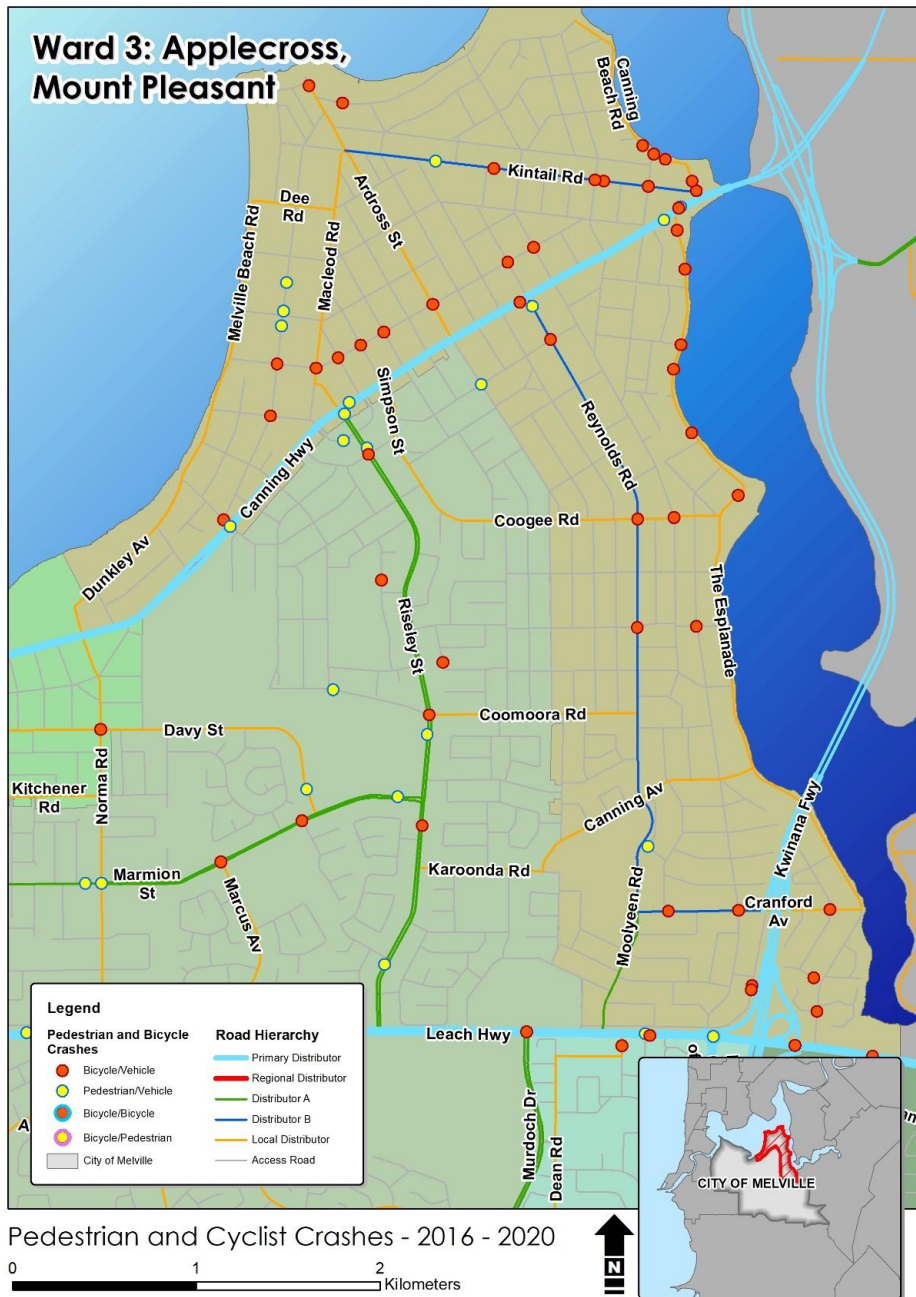 Ward 3: Applecross,
Mount Pleasant
Canning
Beach Rd
Kintail Rd
Dee
Rd
Ardross St
Melville Beach Rd
Macleod Rd
Simpson St
Reynolds Rd
Canning Hwy
Coogee Rd
Dunkley Av
The Esplanade
Riseley St
Coomoora Rd
Davy St
Norma Rd
Kitchener
Rd
Canning Av
Kwinana Fwy
Karoonda Rd
Marmion
St
Marcus Av
Moolyeen Rd
Cranford
Av
Leach Hwy
Murdoch Dr
Dean Rd
Legend
Pedestrian and Bicycle
Crashes
Bicycle/Vehicle
Pedestrian/Vehicle
Bicycle/Bicycle
Bicycle/Pedestrian
City of Melville
Road Hierarchy
Primary Distributor
Regional Distributor
Distributor A
Distributor B
Local Distributor
Access Road
CITY OF MELVILLE
Pedestrian and Cyclist Crashes - 2016 - 2020
N
0 1 2
Kilometers